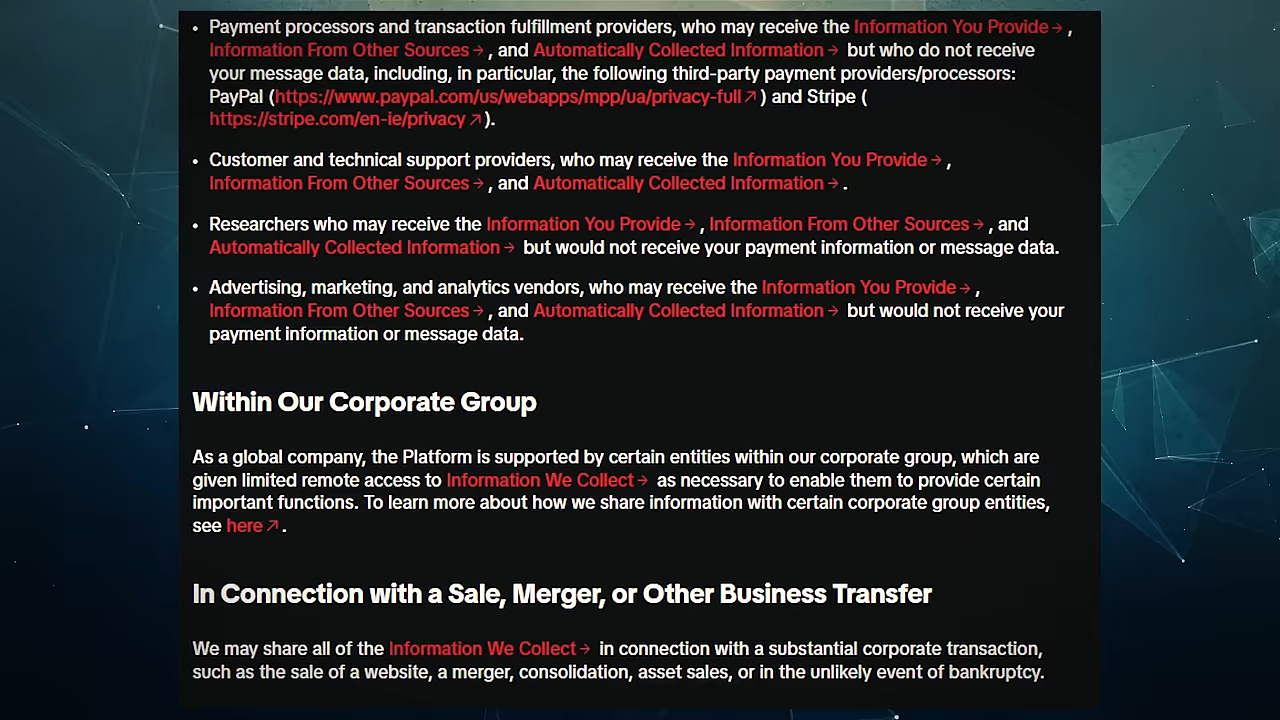 • Payment processors and transaction fulfillment providers, who may receive the Information You Provide → ,
Information From Other Sources → , and Automatically Collected Information → but who do not receive
your message data, including, in particular, the following third-party payment providers/processors:
PayPal (https://www.paypal.com/us/webapps/mpp/ua/privacy-full ↗ ) and Stripe (
https://stripe.com/en-ie/privacy ↗ ).
• Customer and technical support providers, who may receive the Information You Provide → ,
Information From Other Sources → , and Automatically Collected Information → .
• Researchers who may receive the Information You Provide → , Information From Other Sources → , and
Automatically Collected Information → but would not receive your payment information or message data.
• Advertising, marketing, and analytics vendors, who may receive the Information You Provide → ,
Information From Other Sources → , and Automatically Collected Information → but would not receive your
payment information or message data.
Within Our Corporate Group
As a global company, the Platform is supported by certain entities within our corporate group, which are
given limited remote access to Information We Collect → as necessary to enable them to provide certain
important functions. To learn more about how we share information with certain corporate group entities,
see here ↗ .
In Connection with a Sale, Merger, or Other Business Transfer
We may share all of the Information We Collect → in connection with a substantial corporate transaction,
such as the sale of a website, a merger, consolidation, asset sales, or in the unlikely event of bankruptcy.